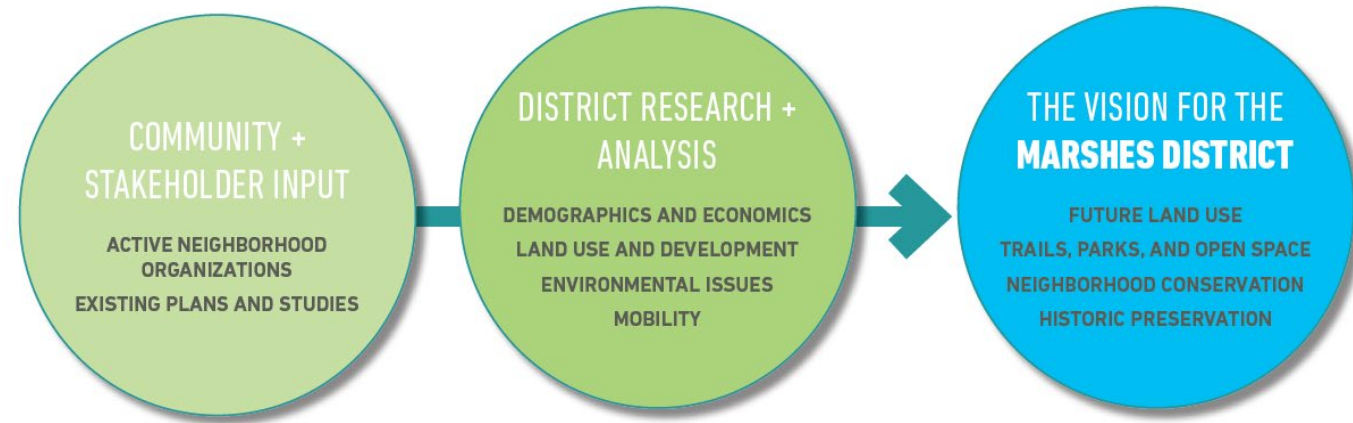 COMMUNITY +
STAKEHOLDER INPUT
ACTIVE NEIGHBORHOOD
ORGANIZATIONS
EXISTING PLANS AND STUDIES
DISTRICT RESEARCH +
ANALYSIS
DEMOGRAPHICS AND ECONOMICS
LAND USE AND DEVELOPMENT
ENVIRONMENTAL ISSUES
MOBILITY
THE VISION FOR THE
MARSHES DISTRICT
FUTURE LAND USE
TRAILS, PARKS, AND OPEN SPACE
NEIGHBORHOOD CONSERVATION
HISTORIC PRESERVATION